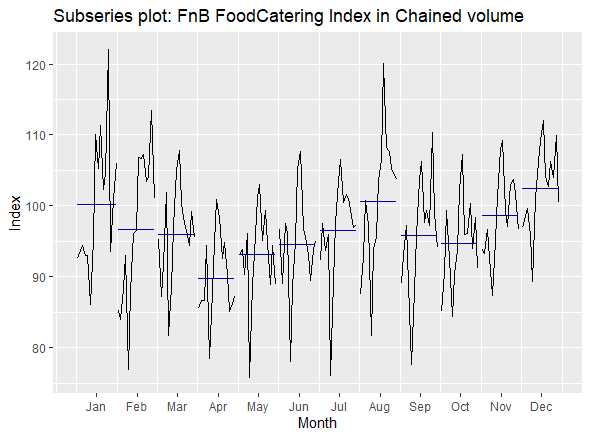 Subseries plot: FnB FoodCatering Index in Chained volume
Index
120
110
100
90
80
Jan Feb Mar Apr May Jun Jul Aug Sep Oct Nov Dec
Month